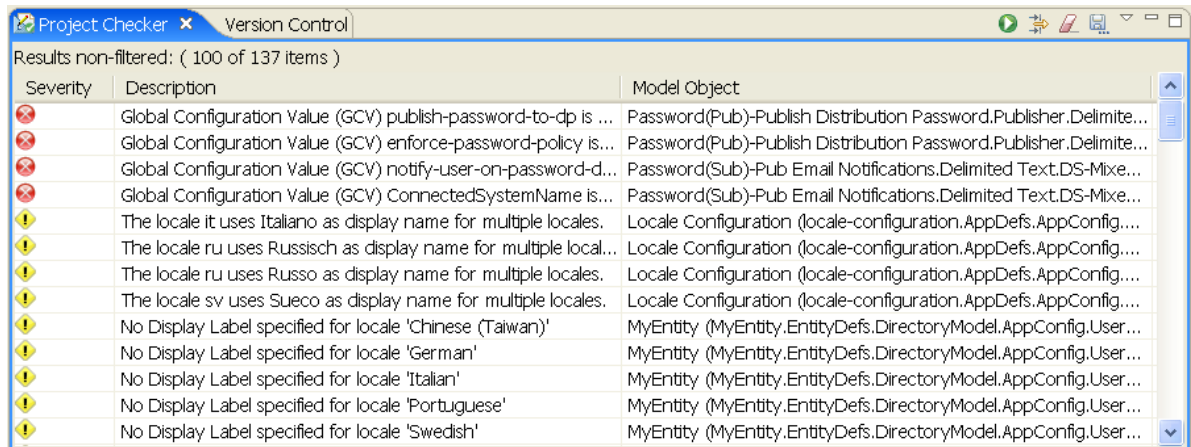 Project Checker Version Control
Results non-filtered: ( 100 of 137 items )
Severity Description Model Object
Global Configuration Value (GCV) publish-password-to-dp is ... Password(Pub)-Publish Distribution Password.Publisher.Delimite...
Global Configuration Value (GCV) enforce-password-policy is... Password(Pub)-Publish Distribution Password.Publisher.Delimite...
Global Configuration Value (GCV) notify-user-on-password-d... Password(Sub)-Pub Email Notifications.Delimited Text.DS-Mixe...
Global Configuration Value (GCV) ConnectedSystemName is... Password(Sub)-Pub Email Notifications.Delimited Text.DS-Mixe...
The locale it uses Italiano as display name for multiple locales. Locale Configuration (locale-configuration.AppDefs.AppConfig....
The locale ru uses Russisch as display name for multiple local... Locale Configuration (locale-configuration.AppDefs.AppConfig....
The locale ru uses Russo as display name for multiple locales. Locale Configuration (locale-configuration.AppDefs.AppConfig....
The locale sv uses Sueco as display name for multiple locales. Locale Configuration (locale-configuration.AppDefs.AppConfig....
No Display Label specified for locale 'Chinese (Taiwan)' MyEntity (MyEntity.EntityDefs.DirectoryModel.AppConfig.User...
No Display Label specified for locale 'German' MyEntity (MyEntity.EntityDefs.DirectoryModel.AppConfig.User...
No Display Label specified for locale 'Italian' MyEntity (MyEntity.EntityDefs.DirectoryModel.AppConfig.User...
No Display Label specified for locale 'Portuguese' MyEntity (MyEntity.EntityDefs.DirectoryModel.AppConfig.User...
No Display Label specified for locale 'Swedish' MyEntity (MyEntity.EntityDefs.DirectoryModel.AppConfig.User...